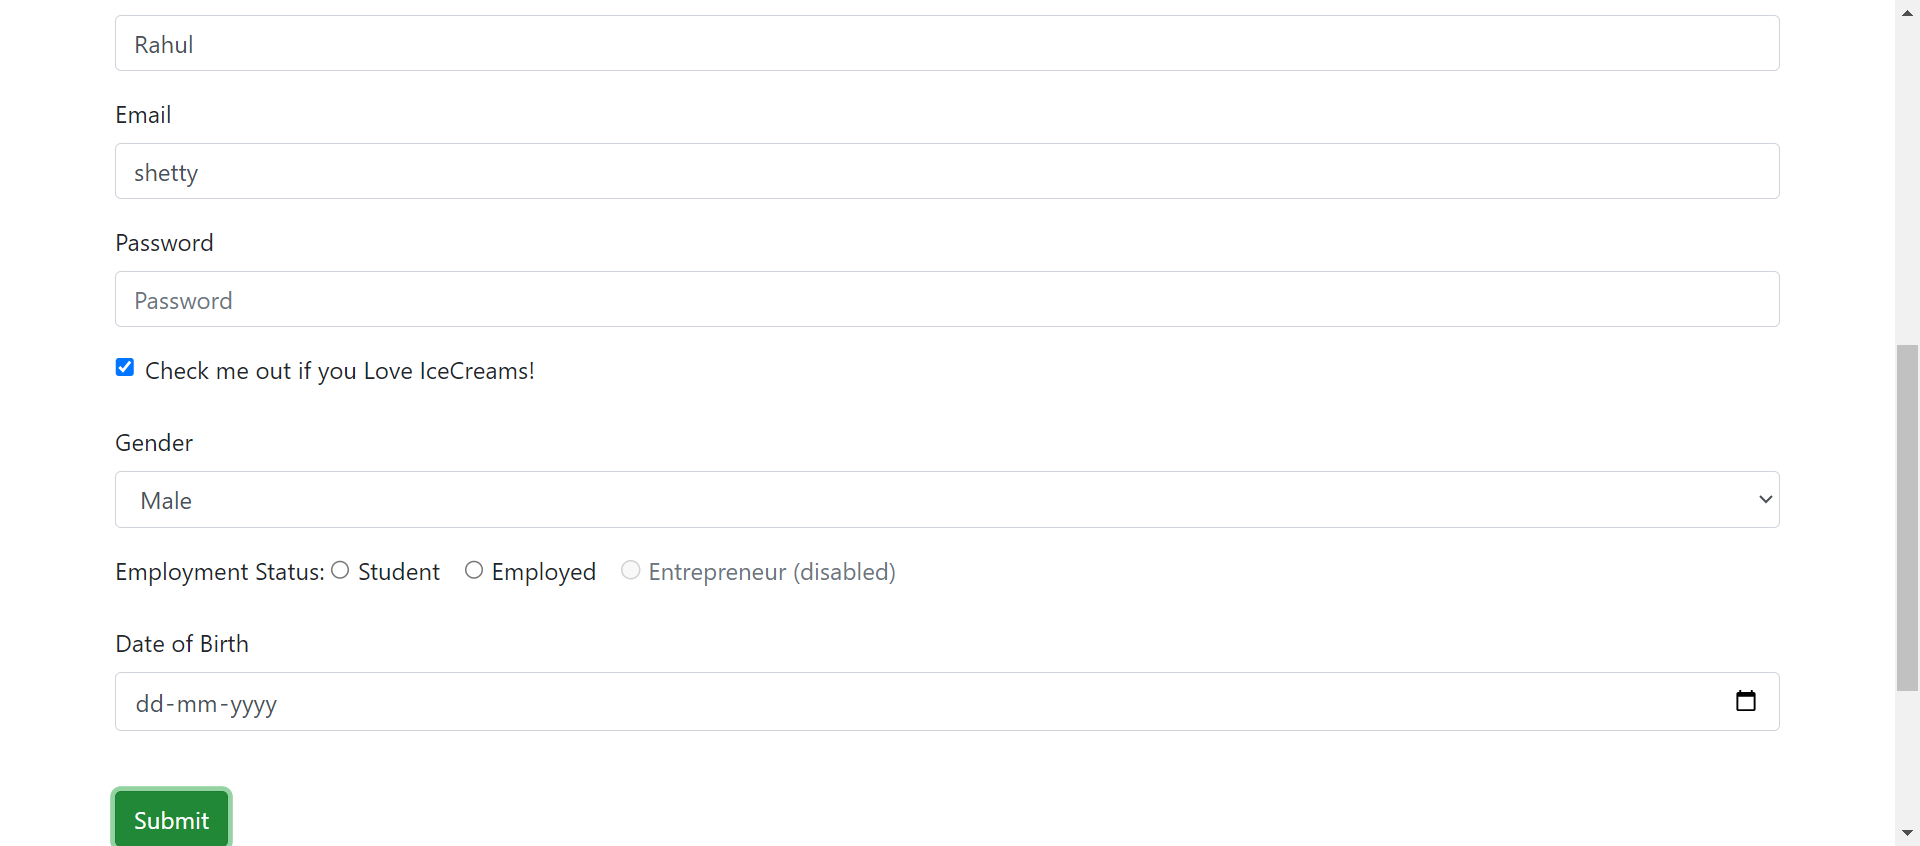 Rahul
Email
shetty
Password
Password
Check me out if you Love IceCreams!
Gender
Male
Employment Status: Student Employed Entrepreneur (disabled)
Date of Birth
dd-mm-yyyy
Submit